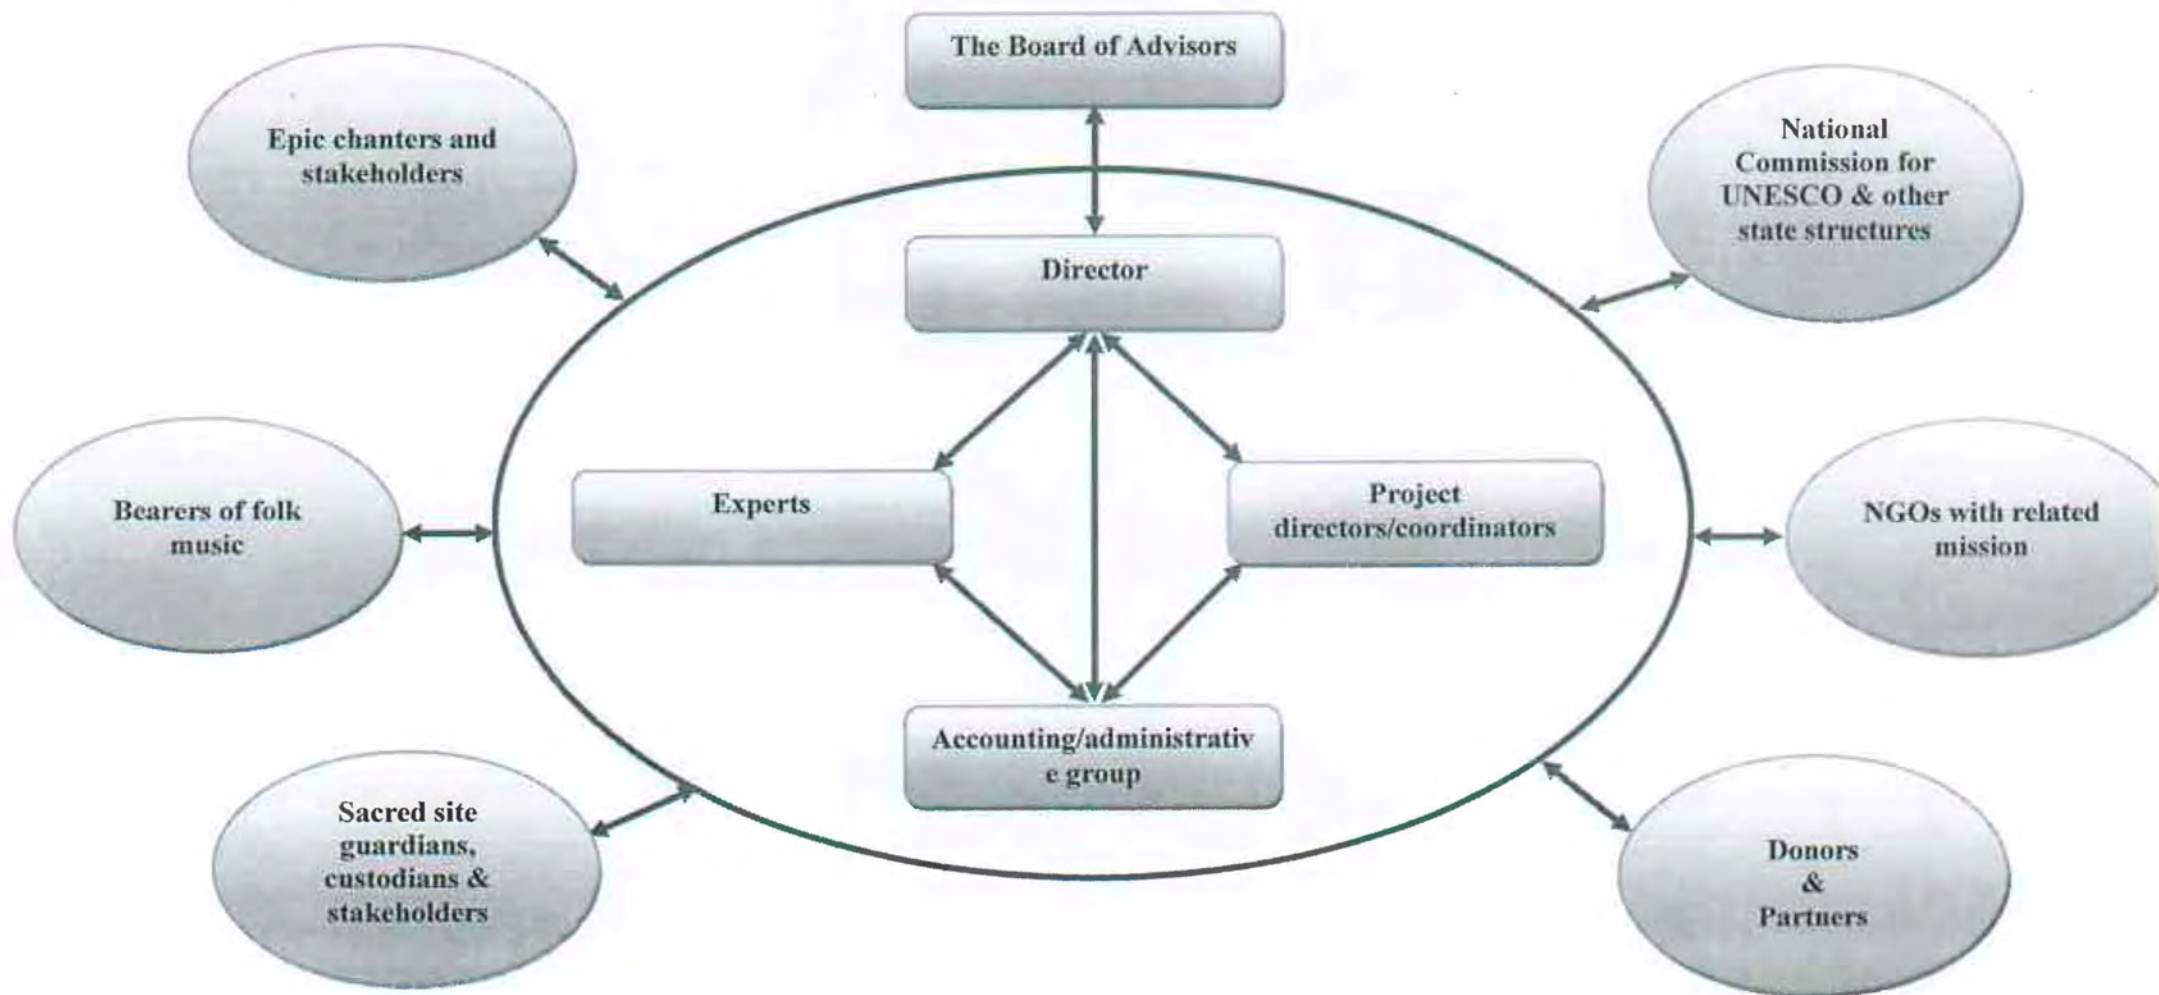 The Board of Advisors
Epic chanters and
stakeholders
National
Commission for
UNESCO & other
state structures
Director
Bearers of folk
music
Experts
Project
directors/coordinators
NGOs with related
mission
Accounting/administrativ
e group
Sacred site
guardians,
custodians &
stakeholders
Donors
&
Partners